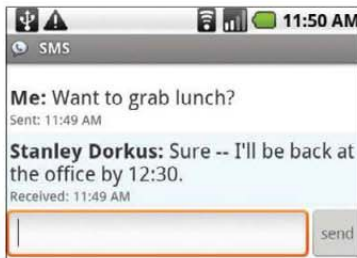 11:50 AM
SMS
Me: Want to grab lunch?
Sent: 11:49 AM
Stanley Dorkus: Sure -- I'll be back at
the office by 12:30.
Received: 11:49 AM
send